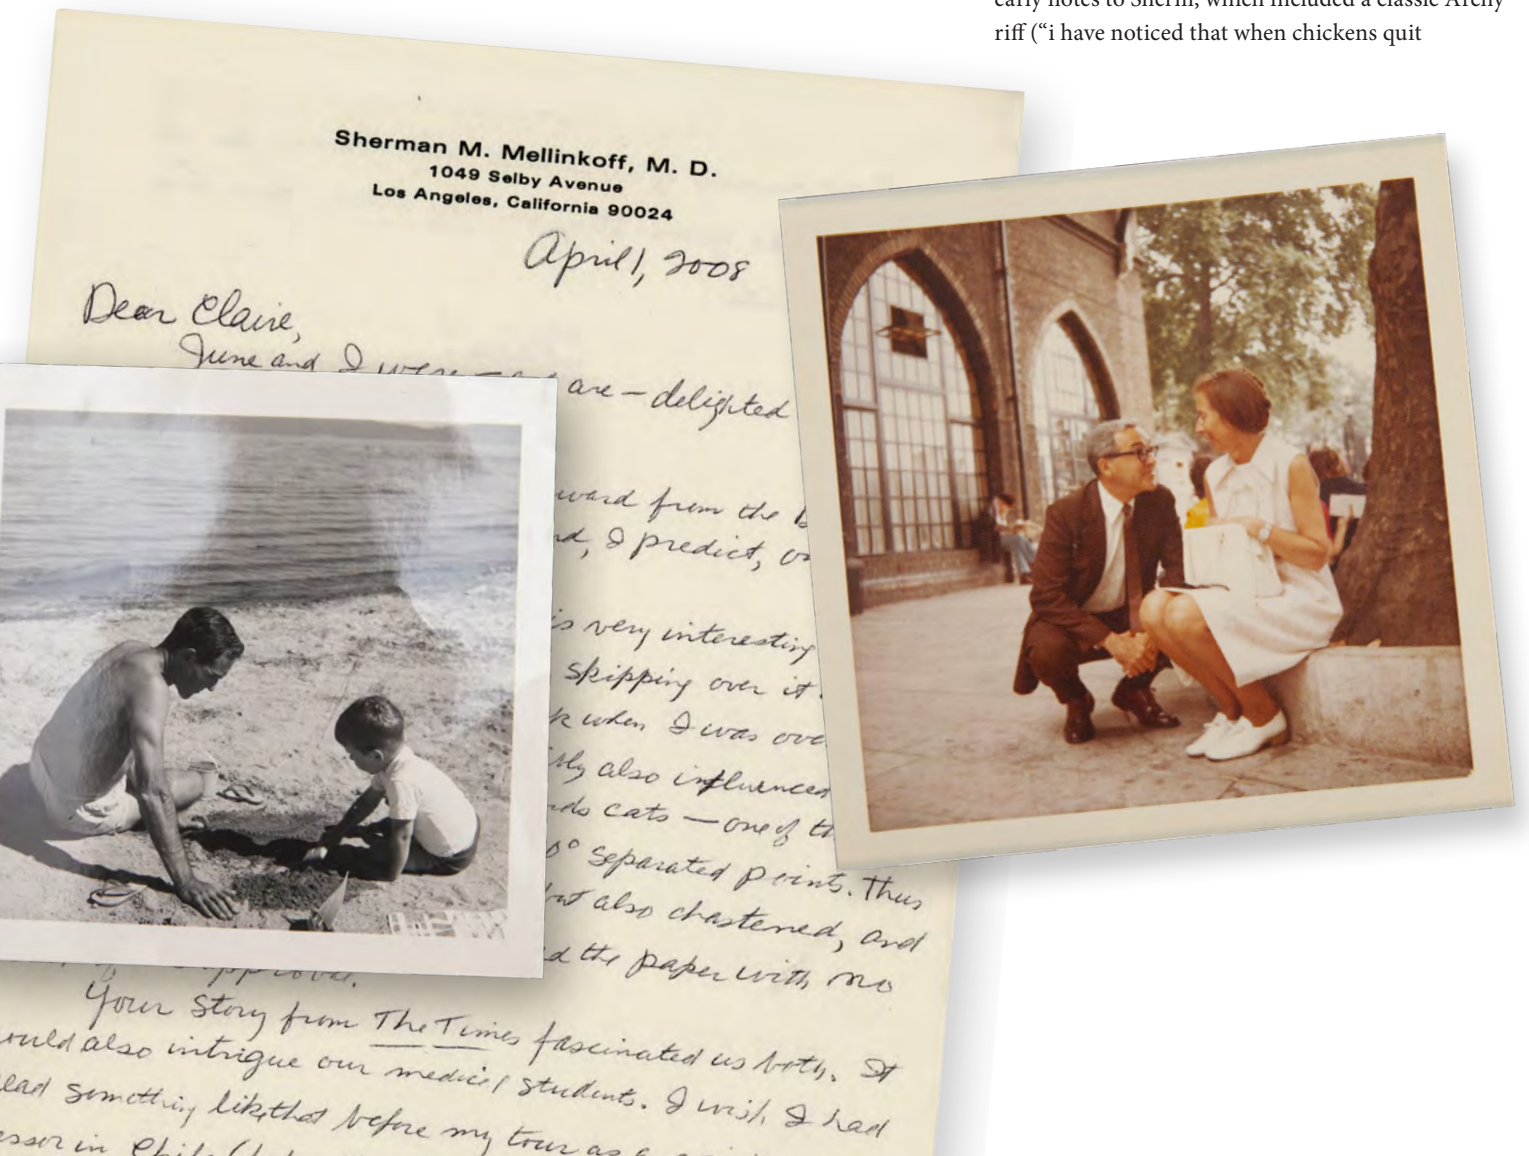 early notes to Sherm, which included a classic Archy
riff (“i have noticed that when chickens quit
Sherman M. Mellinkoff, M. D.
1049 Selby Avenue
Los Angeles, California 90024
April 1, 2008
Dear Claire,
June and I were — are — delighted
ward from the
I predict,
is very interesting
skipping over it.
when I was
also influenced
cats — one of
separated points. Thus
also chastened, and
the paper with no
approval.
Your story from The Times fascinated us both. It
also intrigue our medical students. I wish I had
something like that before my tour as a
in